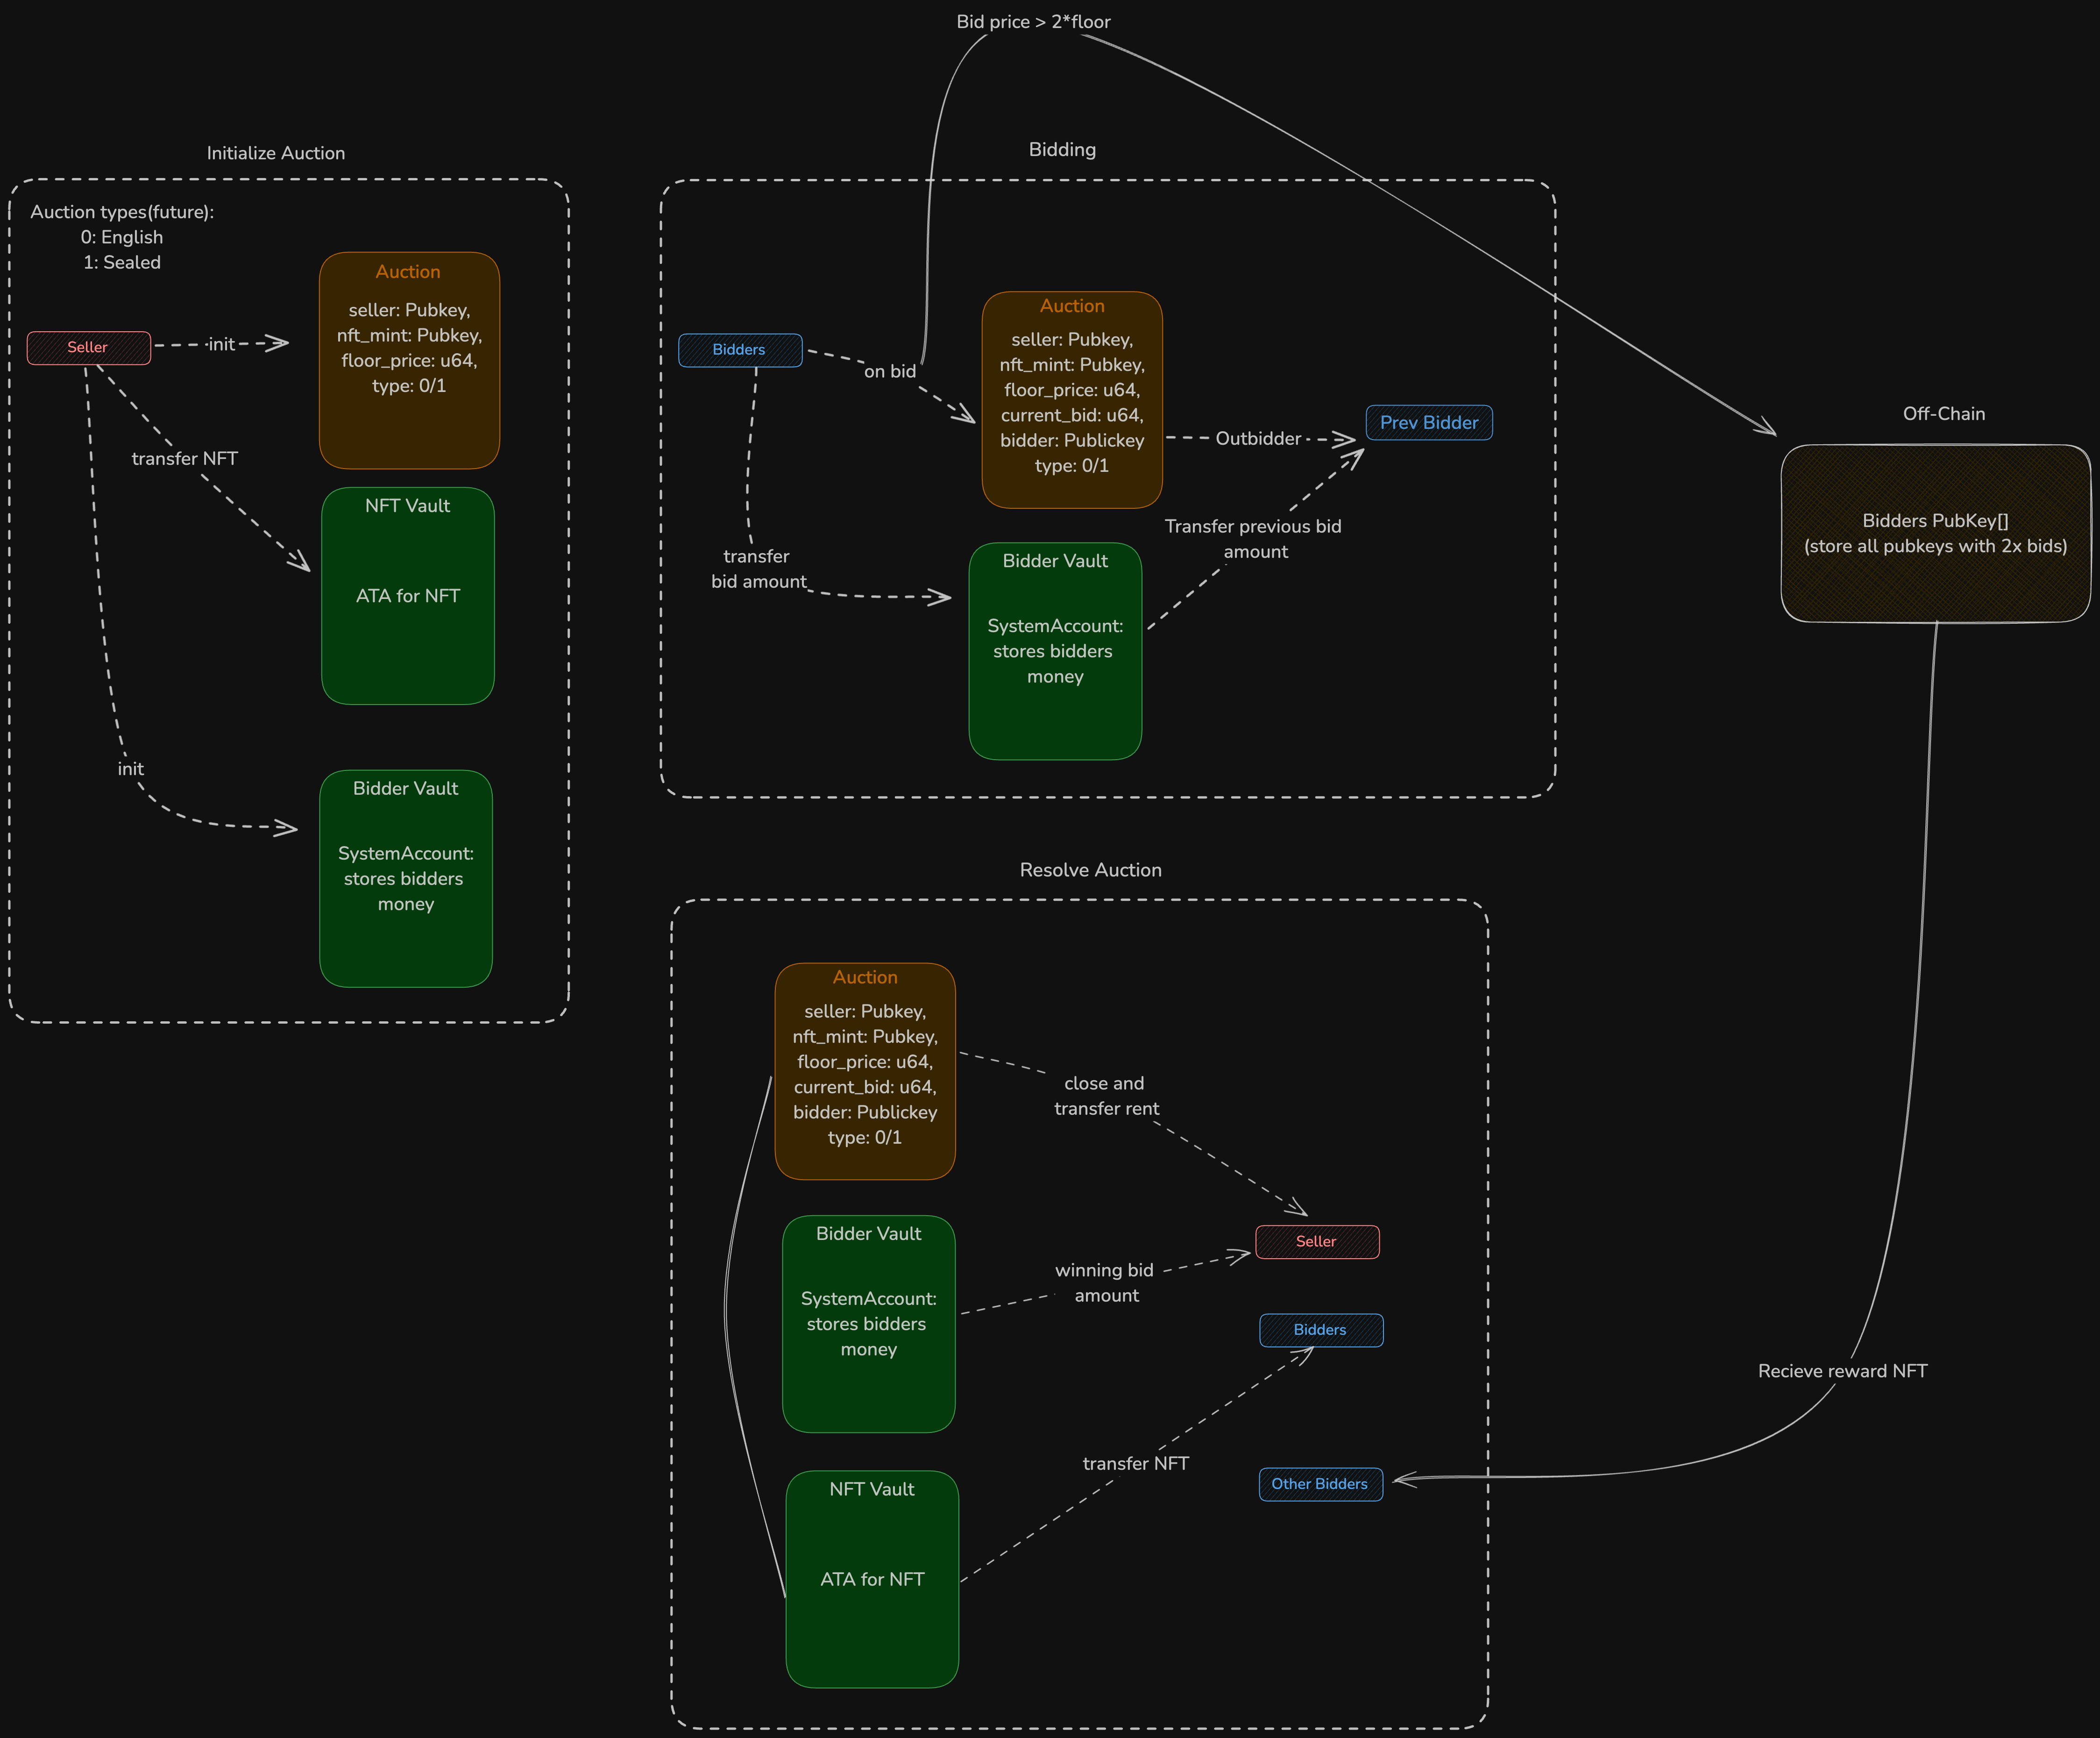 Bid price > 2*floor
Initialize Auction
Auction types(future):
0: English
1: Sealed
Seller
init
Auction
seller: Pubkey,
nft_mint: Pubkey,
floor_price: u64,
type: 0/1
transfer NFT
NFT Vault
ATA for NFT
init
Bidder Vault
SystemAccount:
stores bidders
money
Bidding
Bidders
on bid
Auction
seller: Pubkey,
nft_mint: Pubkey,
floor_price: u64,
current_bid: u64,
bidder: Publickey
type: 0/1
Outbidder
Prev Bidder
transfer
bid amount
Transfer previous bid
amount
Bidder Vault
SystemAccount:
stores bidders
money
Off-Chain
Bidders PubKey[]
(store all pubkeys with 2x bids)
Resolve Auction
Auction
seller: Pubkey,
nft_mint: Pubkey,
floor_price: u64,
current_bid: u64,
bidder: Publickey
type: 0/1
close and
transfer rent
Seller
Bidder Vault
SystemAccount:
stores bidders
money
winning bid
amount
Bidders
transfer NFT
NFT Vault
ATA for NFT
Other Bidders
Recieve reward NFT